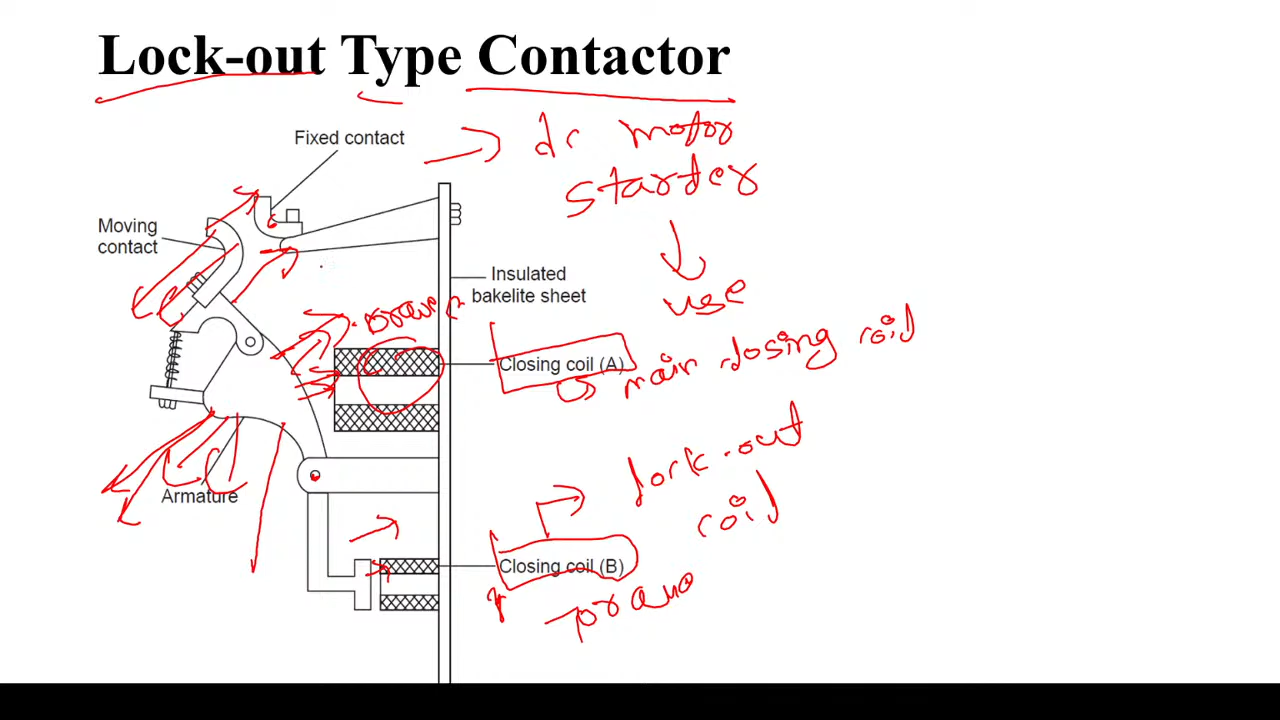 Lock-out Type Contactor
Fixed contact
dc motor
starter
Moving
contact
use
Insulated
bakelite sheet
Closing coil (A)
main closing coil
lock-out
coil
Armature
Closing coil (B)